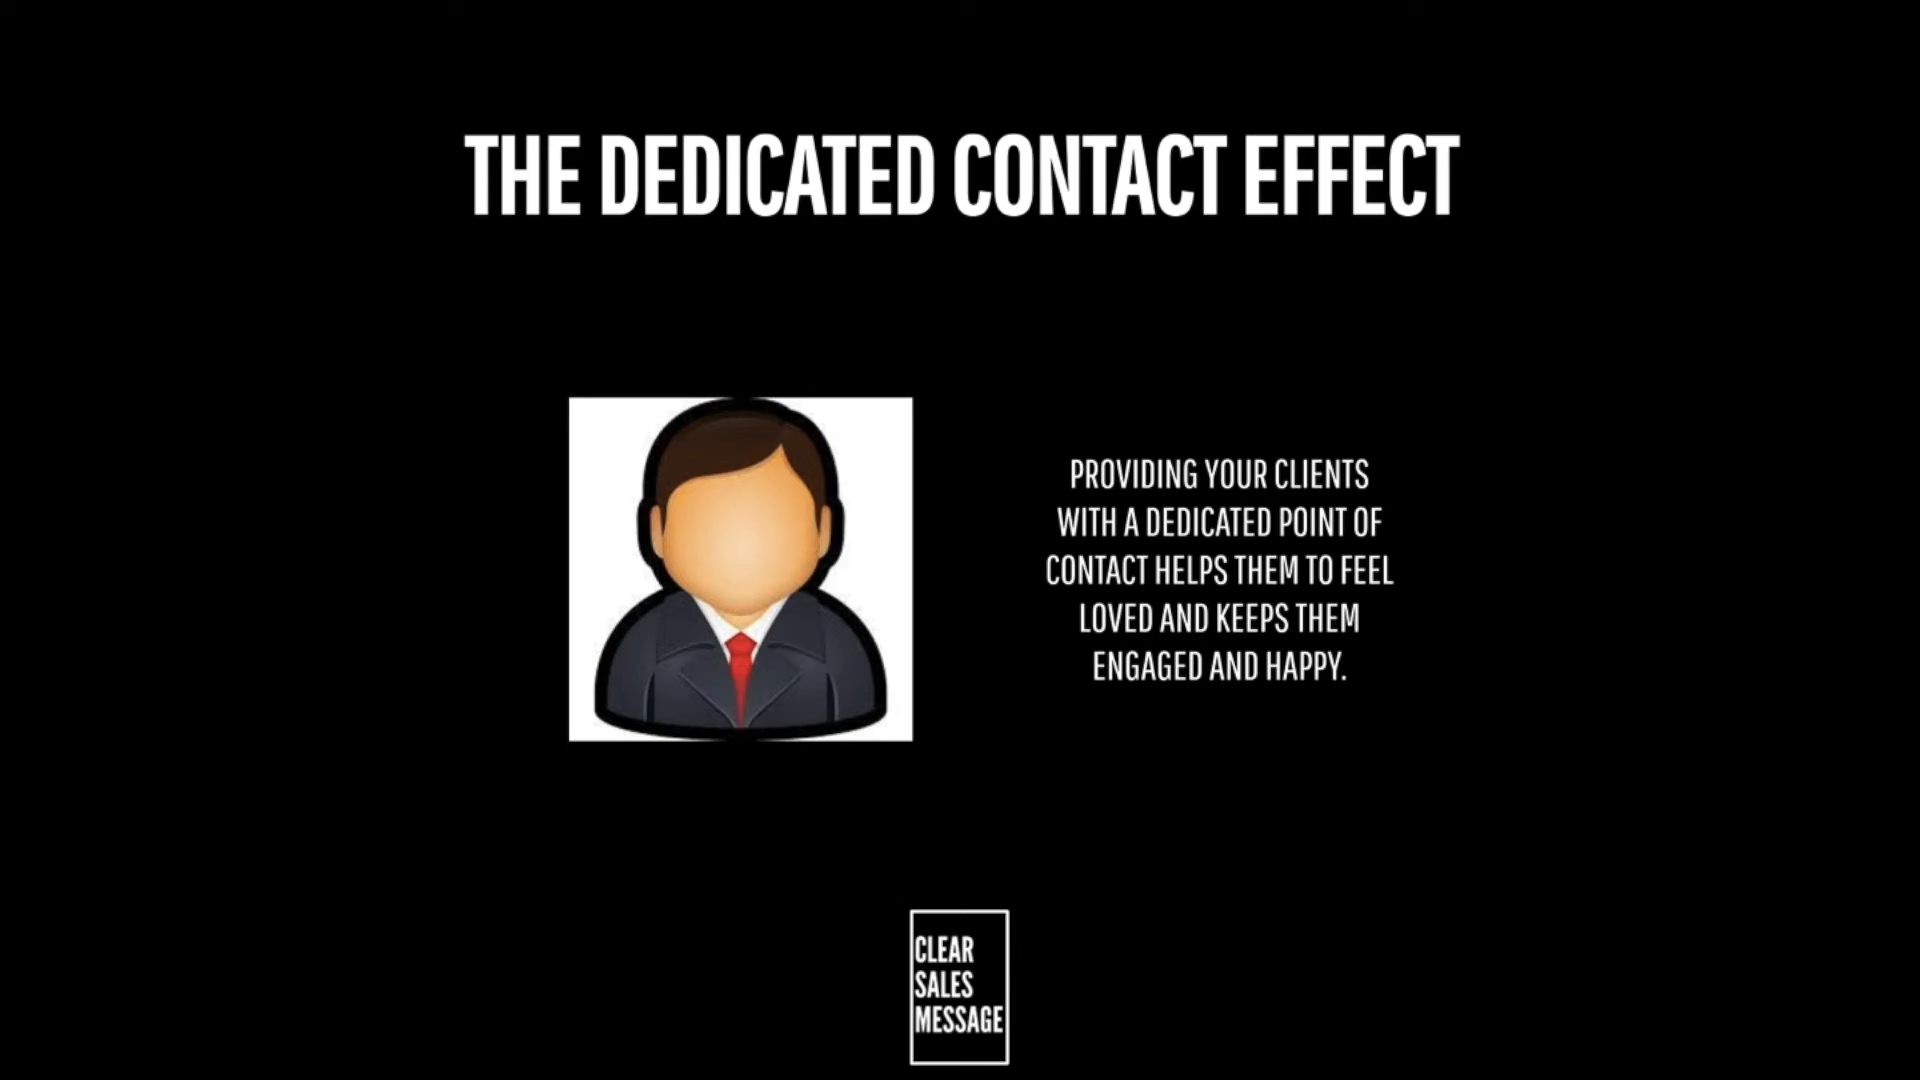 THE DEDICATED CONTACT EFFECT
PROVIDING YOUR CLIENTS
WITH A DEDICATED POINT OF
CONTACT HELPS THEM TO FEEL
LOVED AND KEEPS THEM
ENGAGED AND HAPPY.
CLEAR
SALES
MESSAGE